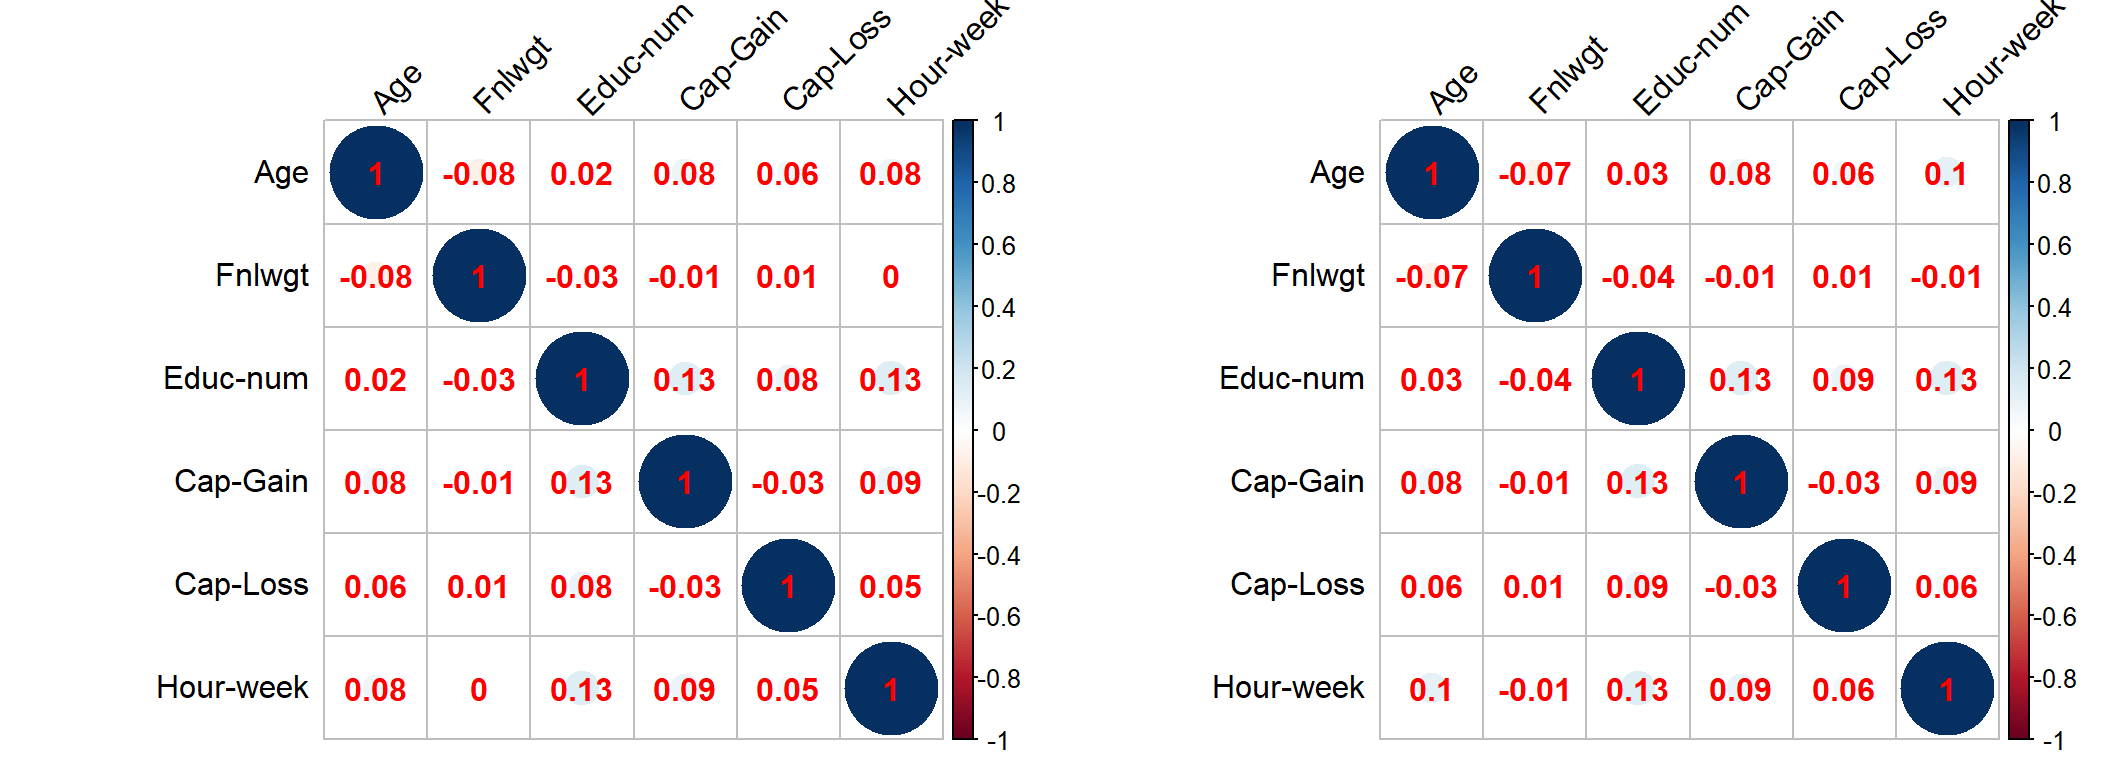 Age Fnlwgt Educ-num Cap-Gain Cap-Loss Hour-week
Age 1 -0.08 0.02 0.08 0.06 0.08
Fnlwgt -0.08 1 -0.03 -0.01 0.01 0
Educ-num 0.02 -0.03 1 0.13 0.08 0.13
Cap-Gain 0.08 -0.01 0.13 1 -0.03 0.09
Cap-Loss 0.06 0.01 0.08 -0.03 1 0.05
Hour-week 0.08 0 0.13 0.09 0.05 1
1
0.8
0.6
0.4
0.2
0
-0.2
-0.4
-0.6
-0.8
-1
Age Fnlwgt Educ-num Cap-Gain Cap-Loss Hour-week
Age 1 -0.07 0.03 0.08 0.06 0.1
Fnlwgt -0.07 1 -0.04 -0.01 0.01 -0.01
Educ-num 0.03 -0.04 1 0.13 0.09 0.13
Cap-Gain 0.08 -0.01 0.13 1 -0.03 0.09
Cap-Loss 0.06 0.01 0.09 -0.03 1 0.06
Hour-week 0.1 -0.01 0.13 0.09 0.06 1
1
0.8
0.6
0.4
0.2
0
-0.2
-0.4
-0.6
-0.8
-1